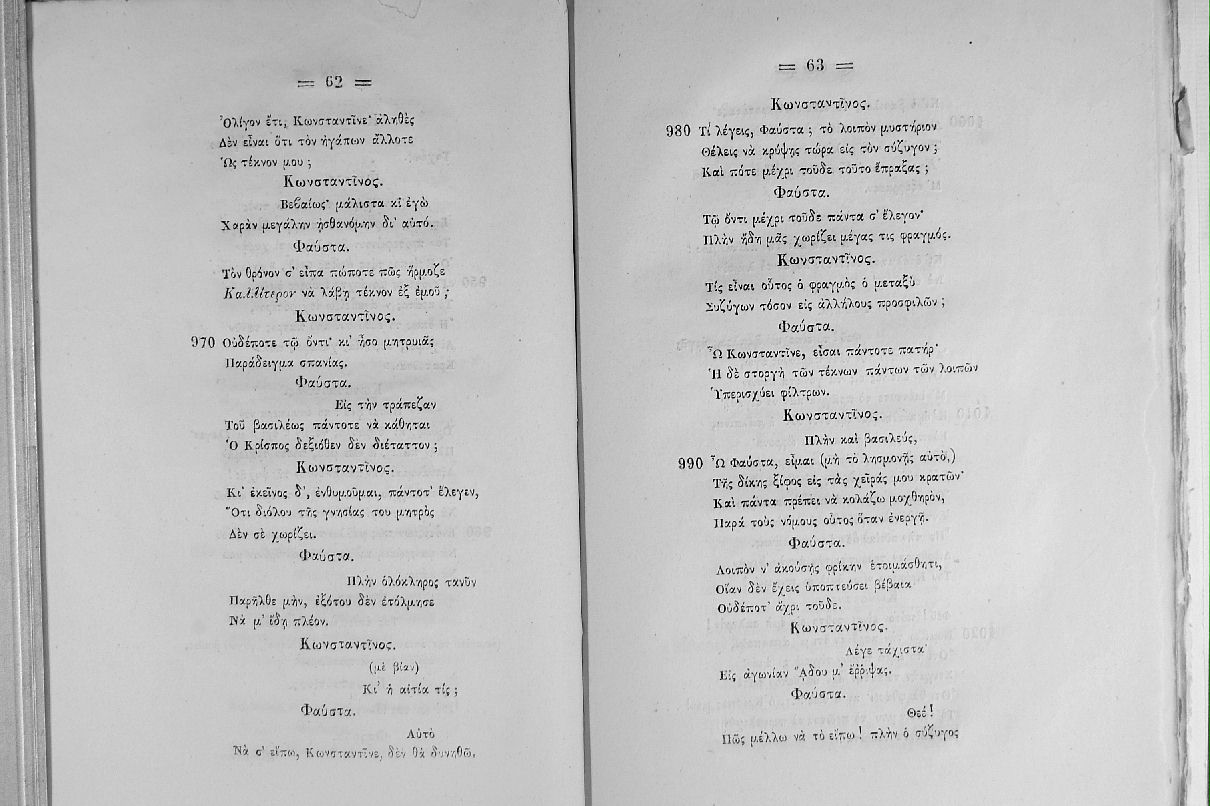 = 62 =
Ὀλίγον ἔτι, Κωνσταντῖνε· ἀληθὲς
Δὲν εἶναι ὅτι τὸν ἠγάπων ἄλλοτε
Ὡς τέκνον μου ;
Κωνσταντῖνος.
Βεβαίως· μάλιστα κἰ ἐγὼ
Χαρὰν μεγάλην ᾐσθανόμην δι' αὐτό.
Φαύστα.
Τὸν θρόνον σ' εἶπα πώποτε πῶς ἥρμοζε
Καλλίτερον νὰ λάβῃ τέκνον ἐξ ἐμοῦ ;
Κωνσταντῖνος.
970 Οὐδέποτε τῷ ὄντι· κι' ἦσο μητρυιᾶς
Παράδειγμα σπανίας.
Φαύστα.
Εἰς τὴν τράπεζαν
Τοῦ βασιλέως πάντοτε νὰ κάθηται
Ὁ Κρίσπος δεξιόθεν δὲν διέταττον ;
Κωνσταντῖνος.
Κι' ἐκεῖνος δ', ἐνθυμοῦμαι, πάντοτ' ἔλεγεν,
Ὅτι διόλου τῆς γνησίας του μητρὸς
Δὲν σὲ χωρίζει.
Φαύστα.
Πλὴν ὁλόκληρος τανῦν
Παρῆλθε μὴν, ἐξότου δὲν ἐτόλμησε
Νὰ μ' ἴδῃ πλέον.
Κωνσταντῖνος.
(μὲ βίαν)
Κι' ἡ αἰτία τίς ;
Φαύστα.
Αὐτὸ
Νὰ σ' εἴπω, Κωνσταντῖνε, δὲν θὰ δυνηθῶ.
= 63 =
Κωνσταντῖνος.
980 Τί λέγεις, Φαύστα ; τὸ λοιπὸν μυστήριον
Θέλεις νὰ κρύψῃς τώρα εἰς τὸν σύζυγον ;
Καὶ πότε μέχρι τοῦδε τοῦτο ἔπραξας ;
Φαύστα.
Τῷ ὄντι μέχρι τοῦδε πάντα σ' ἔλεγον·
Πλὴν ἤδη μᾶς χωρίζει μέγας τις φραγμός.
Κωνσταντῖνος.
Τίς εἶναι οὗτος ὁ φραγμὸς ὁ μεταξὺ
Συζύγων τόσον εἰς ἀλλήλους προσφιλῶν ;
Φαύστα.
Ὦ Κωνσταντῖνε, εἶσαι πάντοτε πατήρ·
Ἡ δὲ στοργὴ τῶν τέκνων πάντων τῶν λοιπῶν
Ὑπερισχύει φίλτρων.
Κωνσταντῖνος.
Πλὴν καὶ βασιλεύς,
990 Ὦ Φαύστα, εἶμαι (μὴ τὸ λησμονῇς αὐτὸ,)
Τῆς δίκης ξίφος εἰς τὰς χεῖράς μου κρατῶν·
Καὶ πάντα πρέπει νὰ κολάζω μοχθηρὸν,
Παρὰ τοὺς νόμους οὗτος ὅταν ἐνεργῇ.
Φαύστα.
Λοιπὸν ν' ἀκούσῃς φρίκην ἑτοιμάσθητι,
Οἵαν δὲν ἔχεις ὑποπτεύσει βέβαια
Οὐδέποτ' ἄχρι τοῦδε.
Κωνσταντῖνος.
Λέγε τάχιστα·
Εἰς ἀγωνίαν ᾅδου μ' ἔῤῥιψας.
Φαύστα.
Θεέ!
Πῶς μέλλω νὰ τὸ εἴπω! πλὴν ὁ σύζυγος